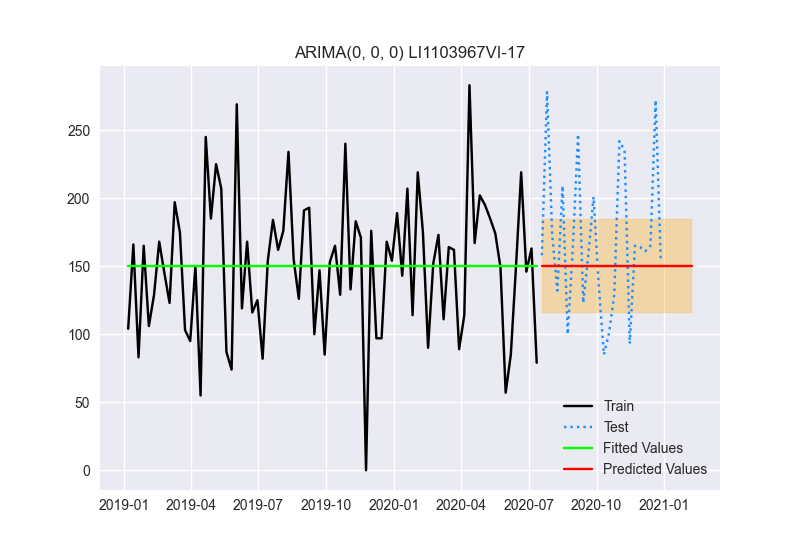 ARIMA(0, 0, 0) LI1103967VI-17
250
200
150
100
50
0
Train
Test
Fitted Values
Predicted Values
2019-01 2019-04 2019-07 2019-10 2020-01 2020-04 2020-07 2020-10 2021-01